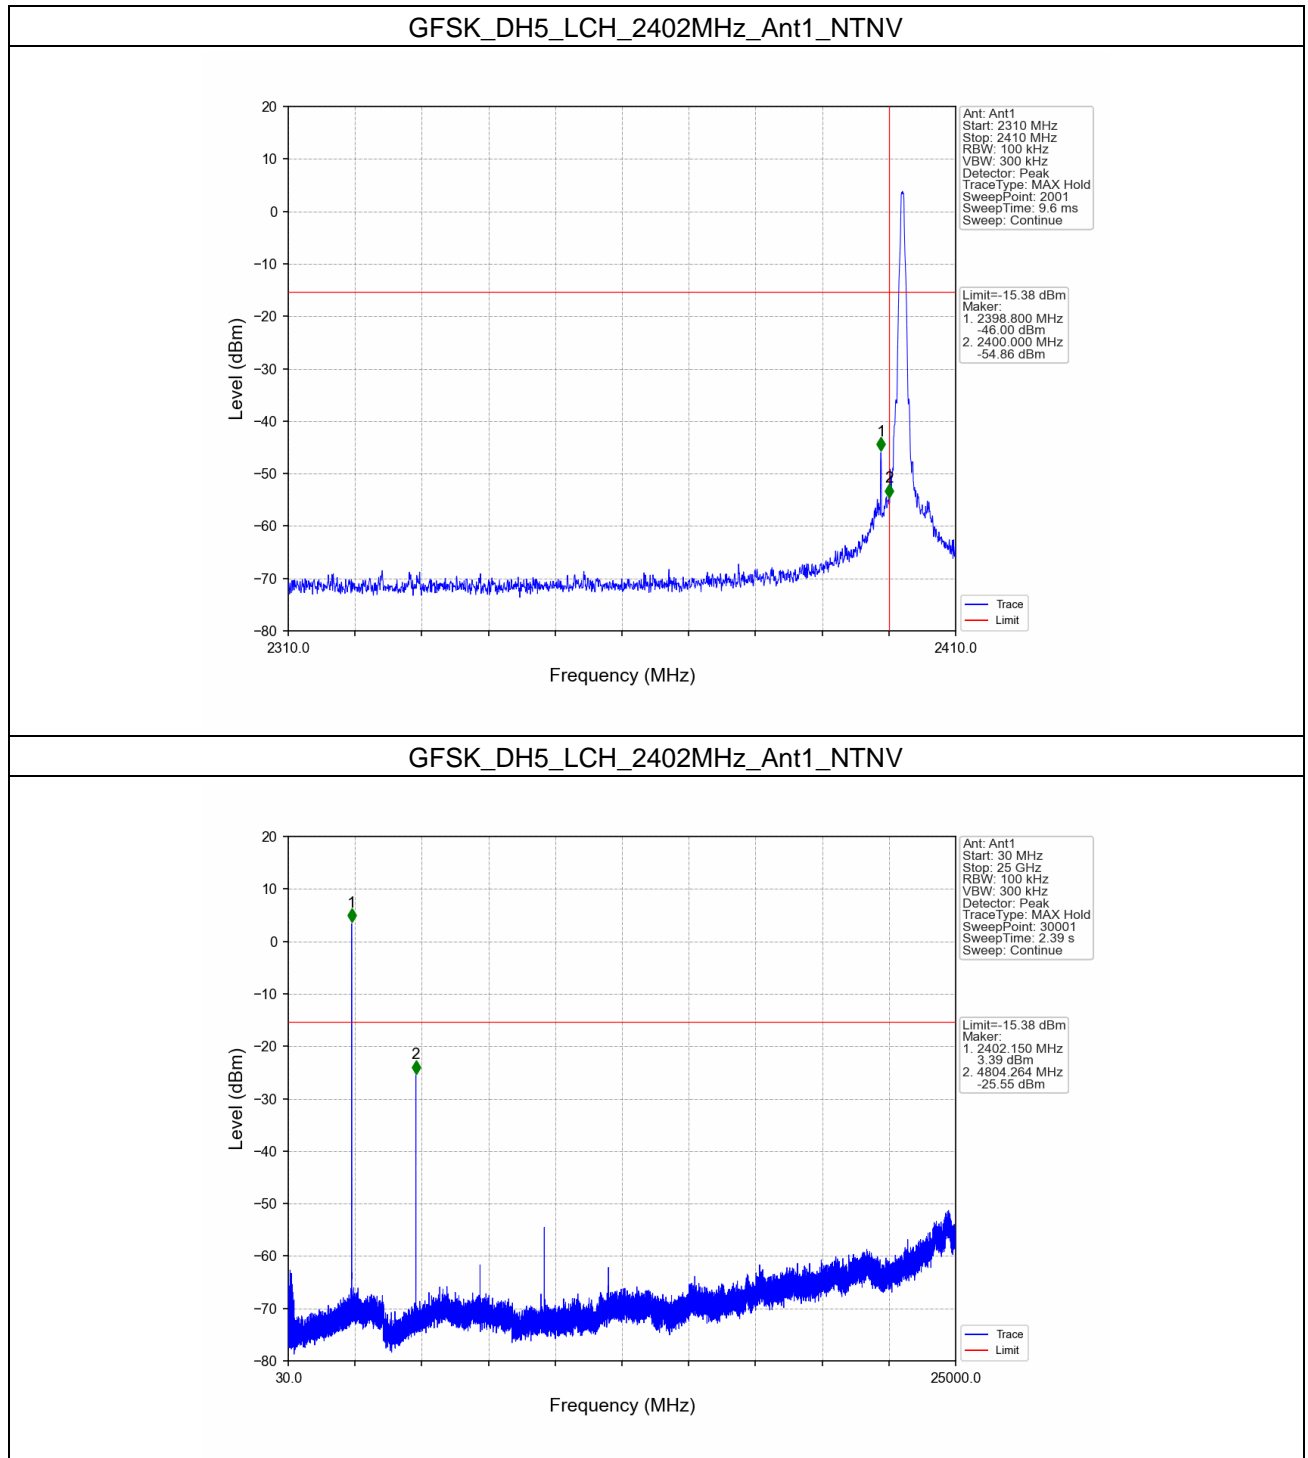 GFSK_DH5_LCH_2402MHz_Ant1_NTNV
20
10
0
−10
−20
−30
−40
−50
−60
−70
−80
Level (dBm)
1
2
2310.0
2410.0
Frequency (MHz)
Ant: Ant1
Start: 2310 MHz
Stop: 2410 MHz
RBW: 100 kHz
VBW: 300 kHz
Detector: Peak
TraceType: MAX Hold
SweepPoint: 2001
SweepTime: 9.6 ms
Sweep: Continue
Limit=-15.38 dBm
Maker:
1. 2398.800 MHz
-46.00 dBm
2. 2400.000 MHz
-54.86 dBm
Trace
Limit
GFSK_DH5_LCH_2402MHz_Ant1_NTNV
20
10
0
−10
−20
−30
−40
−50
−60
−70
−80
Level (dBm)
1
2
30.0
25000.0
Frequency (MHz)
Ant: Ant1
Start: 30 MHz
Stop: 25 GHz
RBW: 100 kHz
VBW: 300 kHz
Detector: Peak
TraceType: MAX Hold
SweepPoint: 30001
SweepTime: 2.39 s
Sweep: Continue
Limit=-15.38 dBm
Maker:
1. 2402.150 MHz
3.39 dBm
2. 4804.264 MHz
-25.55 dBm
Trace
Limit